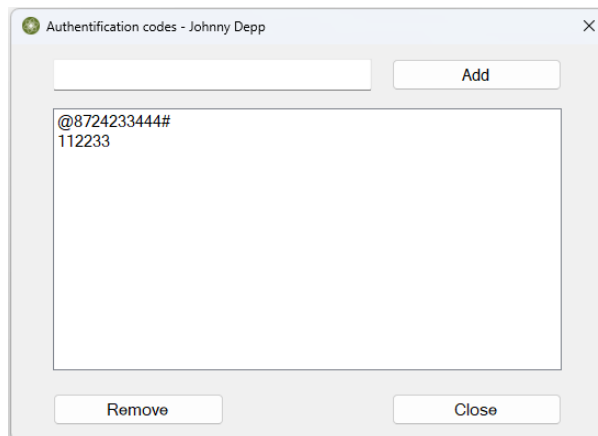 Authentification codes - Johnny Depp
Add
@8724233444#
112233
Remove
Close